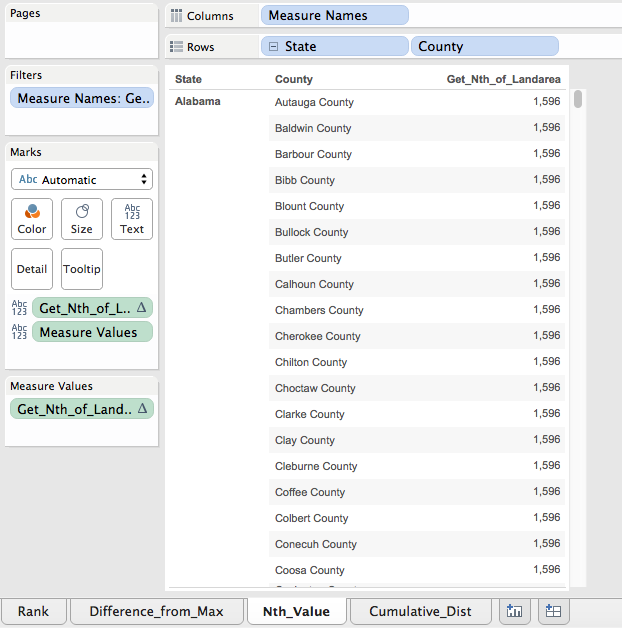 Pages
Columns Measure Names
Rows State County
Filters
Measure Names: Ge..
Marks
Abc Automatic
Color Size Abc 123 Text
Detail Tooltip
Abc 123 Get_Nth_of_L.. Δ
Abc 123 Measure Values
Measure Values
Get_Nth_of_Land.. Δ
State County Get_Nth_of_Landarea
Alabama Autauga County 1,596
Baldwin County 1,596
Barbour County 1,596
Bibb County 1,596
Blount County 1,596
Bullock County 1,596
Butler County 1,596
Calhoun County 1,596
Chambers County 1,596
Cherokee County 1,596
Chilton County 1,596
Choctaw County 1,596
Clarke County 1,596
Clay County 1,596
Cleburne County 1,596
Coffee County 1,596
Colbert County 1,596
Conecuh County 1,596
Coosa County 1,596
Rank Difference_from_Max Nth_Value Cumulative_Dist